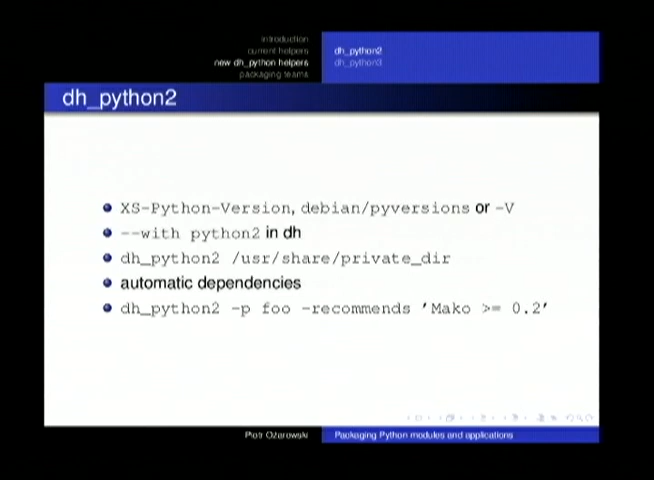 introduction
current helpers
new dh_python helpers
packaging teams
dh_python2
dh_python3
dh_python2
XS-Python-Version, debian/pyversions or -V
--with python2 in dh
dh_python2 /usr/share/private_dir
automatic dependencies
dh_python2 -p foo -recommends 'Mako >= 0.2'
Piotr Ożarowski
Packaging Python modules and applications